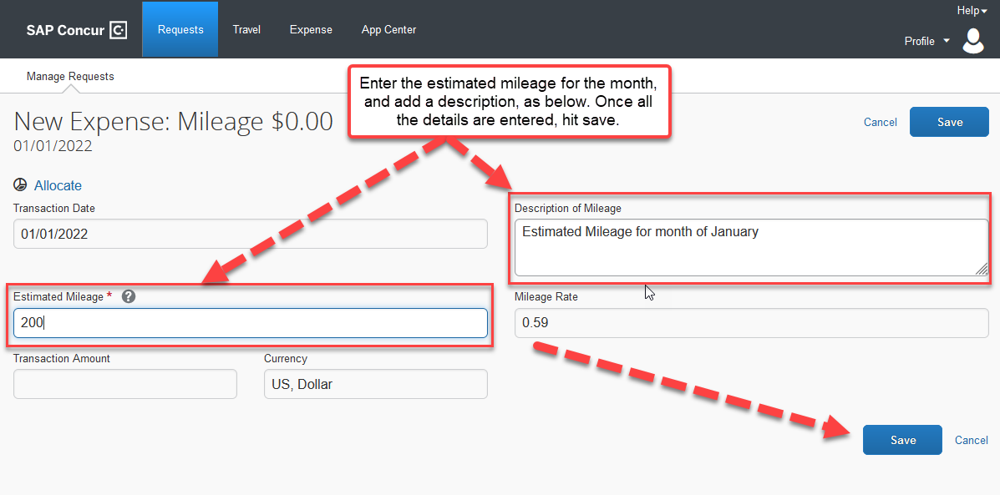 Help
SAP Concur C
Requests
Travel
Expense
App Center
Profile
Manage Requests
Enter the estimated mileage for the month,
and add a description, as below. Once all
the details are entered, hit save.
New Expense: Mileage $0.00
Cancel
Save
01/01/2022
Allocate
Transaction Date
01/01/2022
Description of Mileage
Estimated Mileage for month of January
Estimated Mileage * ?
200
Mileage Rate
0.59
Transaction Amount
Currency
US, Dollar
Save
Cancel